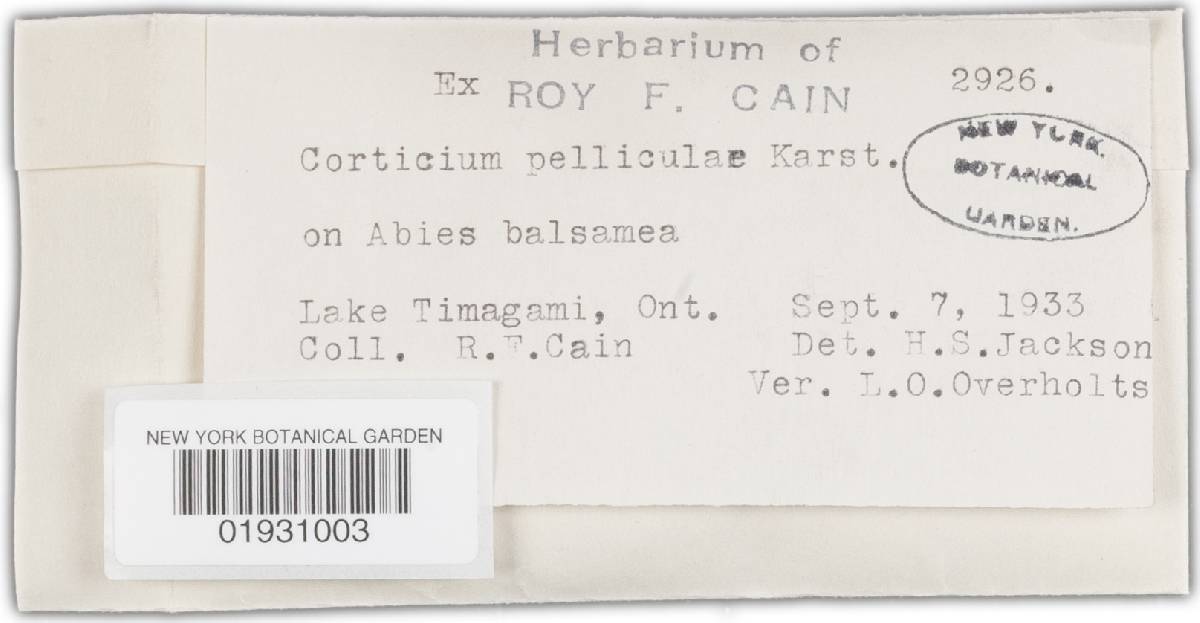 Herbarium of
Ex ROY F. CAIN
2926.
Corticium pelliculae Karst.
NEW YORK.
BOTANICAL
GARDEN.
on Abies balsamea
Lake Timagami, Ont. Sept. 7, 1933
Coll. R.F.Cain Det. H.S.Jackson
Ver. L.O.Overholts
NEW YORK BOTANICAL GARDEN
01931003